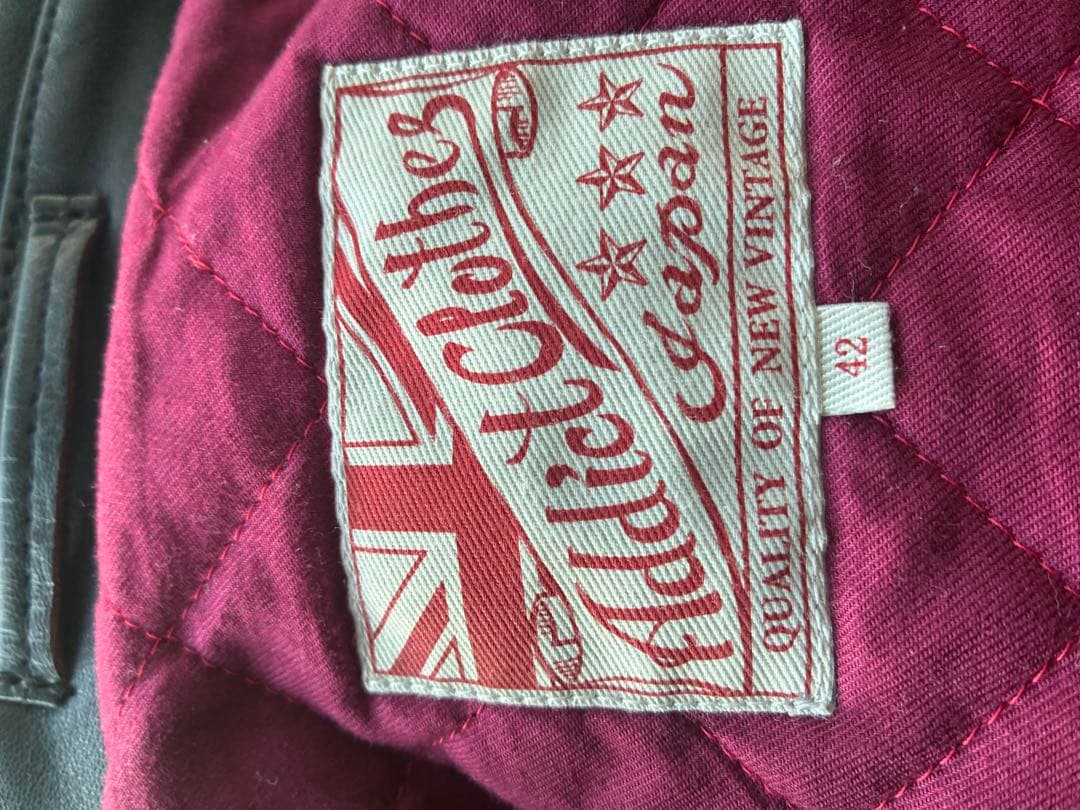 Addict Clothes
Japan
QUALITY OF NEW VINTAGE
42